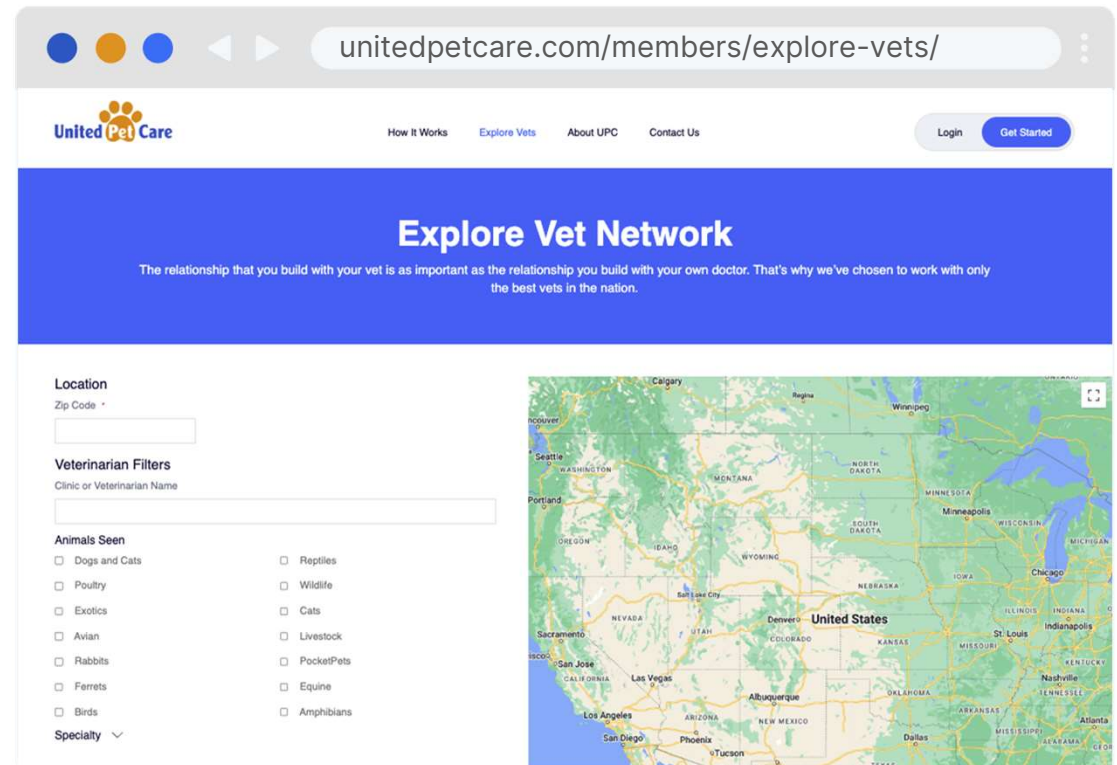 unitedpetcare.com/members/explore-vets/
United Pet Care
How It Works
Explore Vets
About UPC
Contact Us
Login
Get Started
Explore Vet Network
The relationship that you build with your vet is as important as the relationship you build with your own doctor. That's why we've chosen to work with only
the best vets in the nation.
Location
Zip Code *
Veterinarian Filters
Clinic or Veterinarian Name
Animals Seen
Dogs and Cats
Reptiles
Poultry
Wildlife
Exotics
Cats
Avian
Livestock
Rabbits
PocketPets
Ferrets
Equine
Birds
Amphibians
Specialty
Calgary
Regina
Winnipeg
ncouver
Seattle
WASHINGTON
NORTH
DAKOTA
MONTANA
MINNESOTA
Portland
Minneapolis
SOUTH
DAKOTA
WISCONSIN
OREGON
IDAHO
MICHIGAN
WYOMING
Chicago
IOWA
NEBRASKA
Salt Lake City
ILLINOIS
INDIANA
NEVADA
Denver
United States
Indianapolis
Sacramento
UTAH
COLORADO
KANSAS
St. Louis
MISSOURI
isco
San Jose
KENTUCKY
CALIFORNIA
Las Vegas
Nashville
Albuquerque
OKLAHOMA
TENNESSEE
ARKANSAS
Los Angeles
ARIZONA
NEW MEXICO
Atlanta
MISSISSIPPI
San Diego
Phoenix
Dallas
ALABAMA
GEOR
Tucson
TEXAS